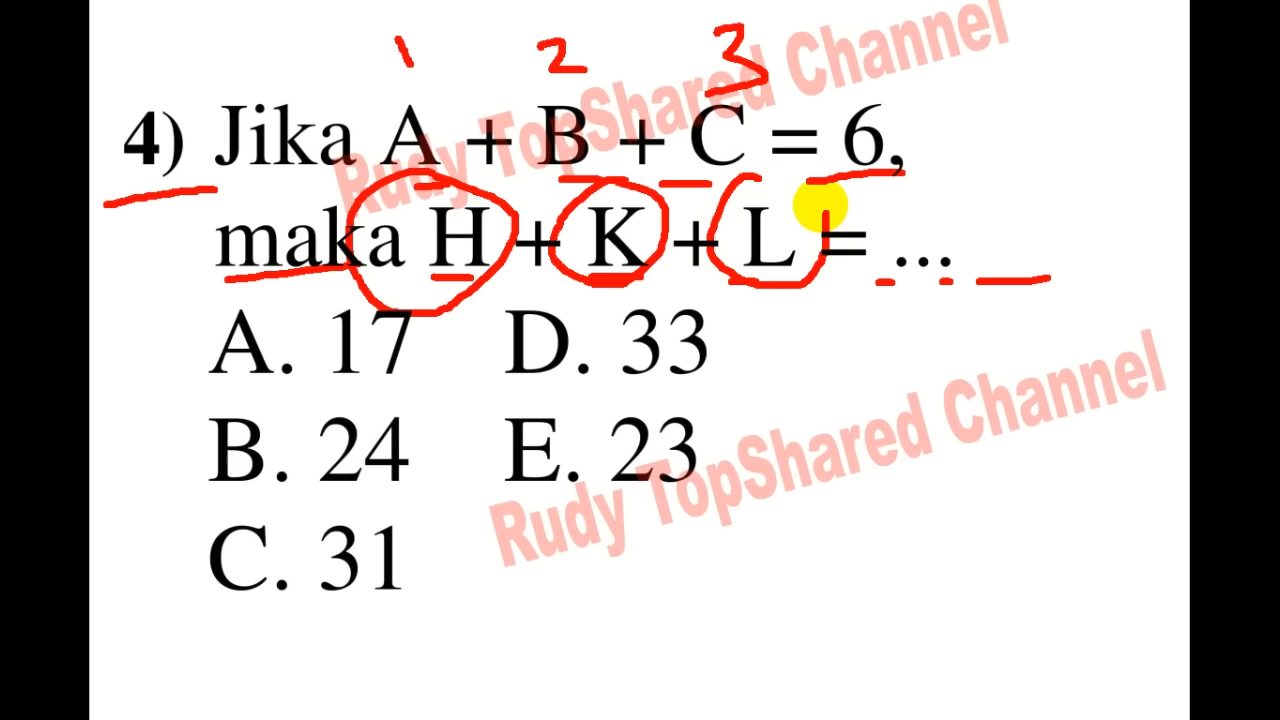 1 2 3
4) Jika A + B + C = 6,
maka H + K + L = ...
A. 17 D. 33
B. 24 E. 23
C. 31
Rudy TopShared Channel
Rudy TopShared Channel